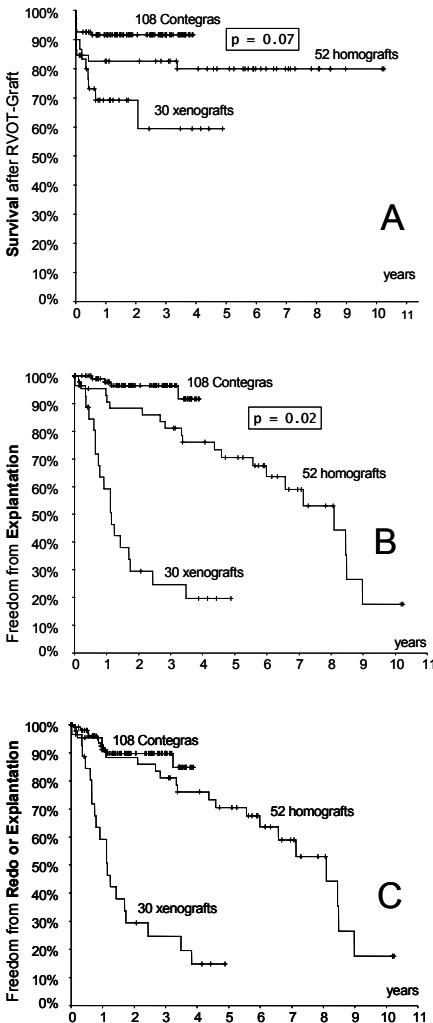 100%
90%
80%
70%
60%
50%
40%
30%
20%
10%
0%
Survival after RVOT-Graft
108 Contegras
p = 0.07
52 homografts
30 xenografts
A
years
0 1 2 3 4 5 6 7 8 9 10 11
100%
90%
80%
70%
60%
50%
40%
30%
20%
10%
0%
Freedom from Explantation
108 Contegras
p = 0.02
52 homografts
B
30 xenografts
years
0 1 2 3 4 5 6 7 8 9 10 11
100%
90%
80%
70%
60%
50%
40%
30%
20%
10%
0%
Freedom from Redo or Explantation
108 Contegras
52 homografts
C
30 xenografts
years
0 1 2 3 4 5 6 7 8 9 10 11